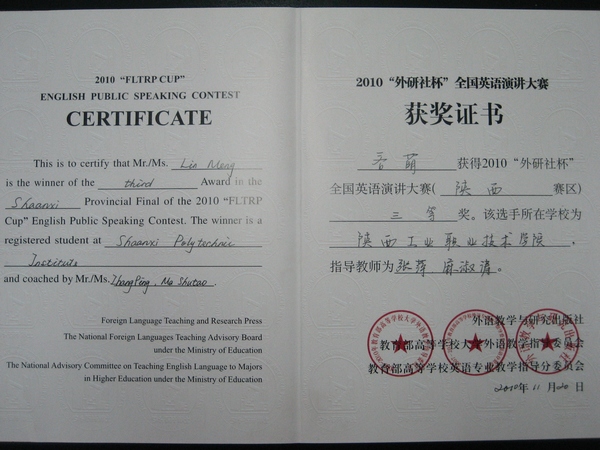 2010 “FLTRP CUP”
ENGLISH PUBLIC SPEAKING CONTEST
CERTIFICATE
This is to certify that Mr./Ms. Lin Meng
is the winner of the third Award in the
Shaanxi Provincial Final of the 2010 “FLTRP
Cup” English Public Speaking Contest. The winner is a
registered student at Shaanxi Polytechnic
Institute
and coached by Mr./Ms. Zhang Ping, Ma Shutao.
Foreign Language Teaching and Research Press
The National Foreign Languages Teaching Advisory Board
under the Ministry of Education
The National Advisory Committee on Teaching English Language to Majors
in Higher Education under the Ministry of Education
2010 “外研社杯” 全国英语演讲大赛
获奖证书
萌 获得2010 “外研社杯”
全国英语演讲大赛( 陕西 赛区)
三等 奖。该选手所在学校为
陕西工业职业技术学院 ,
指导教师为 张萍 麻淑涛 。
外语教学与研究出版社
教育部高等学校大学外语教学指导委员会
教育部高等学校英语专业教学指导分委员会
2010年11月20日